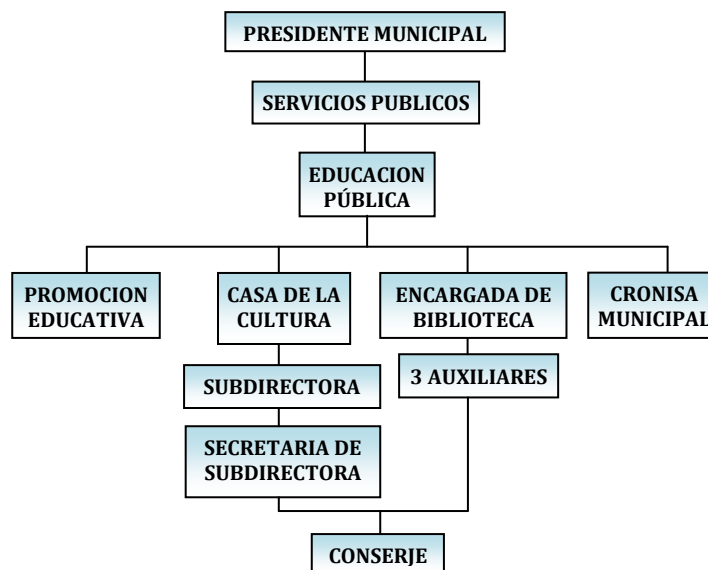 PRESIDENTE MUNICIPAL
SERVICIOS PUBLICOS
EDUCACION
PÚBLICA
PROMOCION
EDUCATIVA
CASA DE LA
CULTURA
ENCARGADA DE
BIBLIOTECA
CRONISA
MUNICIPAL
SUBDIRECTORA
3 AUXILIARES
SECRETARIA DE
SUBDIRECTORA
CONSERJE